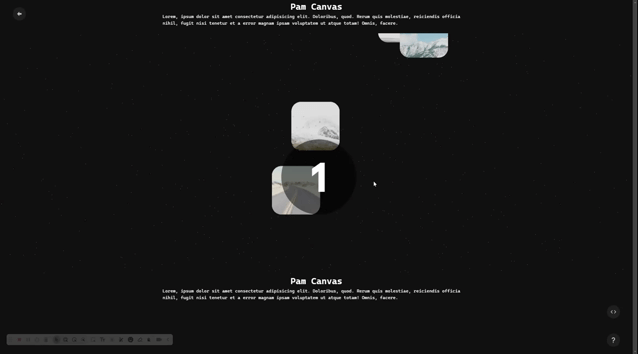 Pam Canvas
Lorem, ipsum dolor sit amet consectetur adipisicing elit. Doloribus, quod. Rerum quis molestiae, reiciendis officia
nihil, fugit nisi tenetur et a error magnam ipsam voluptatem ut atque totam! Omnis, facere.
1
Pam Canvas
Lorem, ipsum dolor sit amet consectetur adipisicing elit. Doloribus, quod. Rerum quis molestiae, reiciendis officia
nihil, fugit nisi tenetur et a error magnam ipsam voluptatem ut atque totam! Omnis, facere.
?